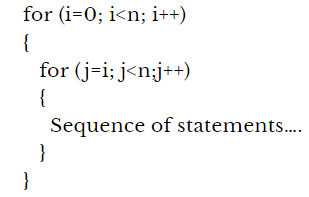 for (i=0; i<n; i++)
{
for (j=i; j<n;j++)
{
Sequence of statements....
}
}